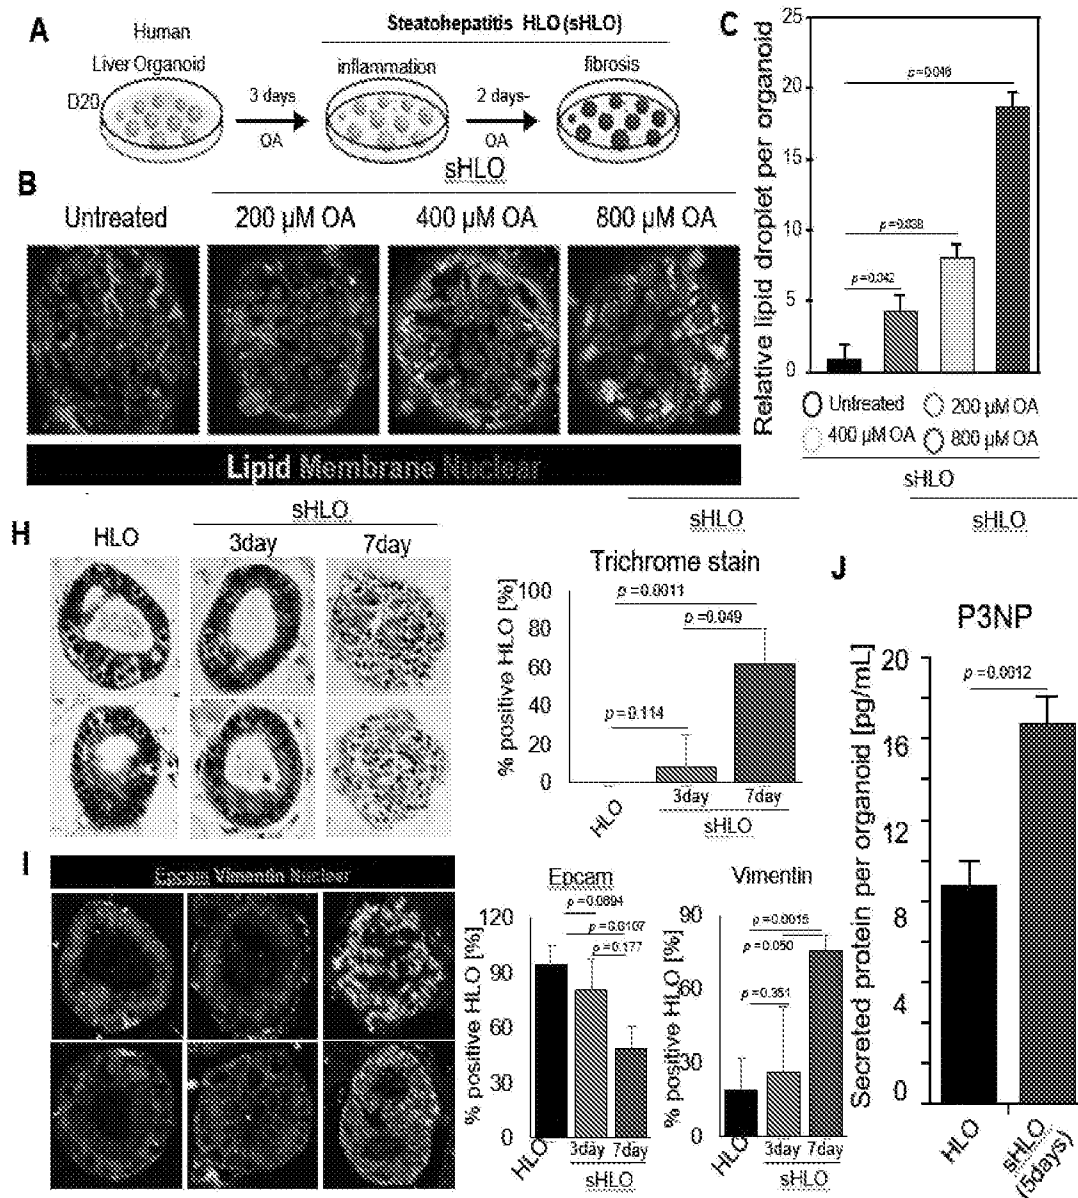 A
Human
Liver Organoid
D20
3 days
OA
Steatohepatitis HLO (sHLO)
inflammation
2 days-
OA
fibrosis
B
sHLO
Untreated
200 µM OA
400 µM OA
800 µM OA
Lipid Membrane Nuclear
C
Relative lipid droplet per organoid
25
20
15
10
5
0
p=0.046
p=0.038
p=0.042
Untreated
200 µM OA
400 µM OA
800 µM OA
sHLO
sHLO
sHLO
H
HLO
sHLO
3day
7day
Trichrome stain
% positive HLO [%]
100
80
60
40
20
0
p=0.0011
p=0.049
p=0.114
HLO
3day
7day
sHLO
I
Epcam Vimentin Nuclear
Epcam
% positive HLO [%]
120
90
60
30
0
p=0.0694
p=0.0107
p=0.177
HLO
3day
7day
sHLO
Vimentin
% positive HLO [%]
90
60
30
0
p=0.0015
p=0.050
p=0.351
HLO
3day
7day
sHLO
J
P3NP
Secreted protein per organoid [pg/mL]
20
16
12
8
4
0
p=0.0012
HLO
sHLO
(5days)